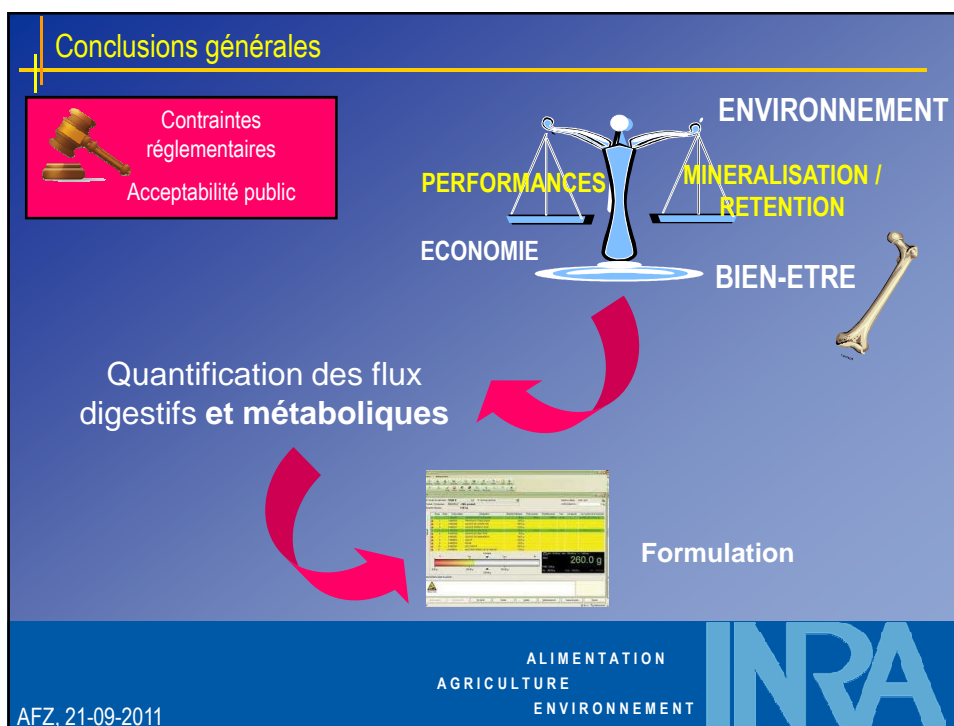 Conclusions générales
Contraintes
réglementaires
Acceptabilité public
ENVIRONNEMENT
PERFORMANCES
MINERALISATION /
RETENTION
ECONOMIE
BIEN-ETRE
Quantification des flux
digestifs et métaboliques
260.0 g
Formulation
ALIMENTATION
AGRICULTURE
ENVIRONNEMENT
INRA
AFZ, 21-09-2011